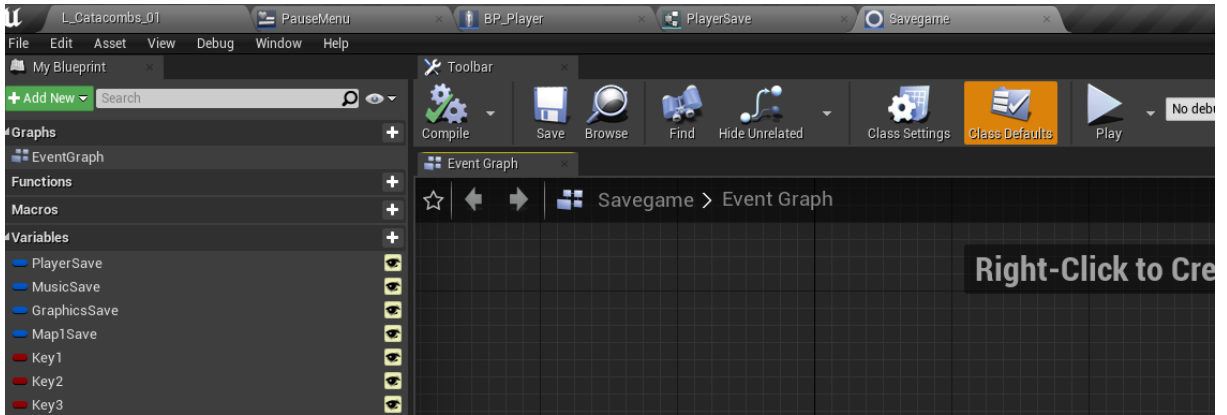 L_Catacombs_01 PauseMenu BP_Player PlayerSave Savegame
File Edit Asset View Debug Window Help
My Blueprint Toolbar
Add New Search
Compile Save Browse Find Hide Unrelated Class Settings Class Defaults Play No debu
Graphs
EventGraph Event Graph
Functions
Macros Savegame > Event Graph
Variables
PlayerSave Right-Click to Cre
MusicSave
GraphicsSave
Map1Save
Key1
Key2
Key3